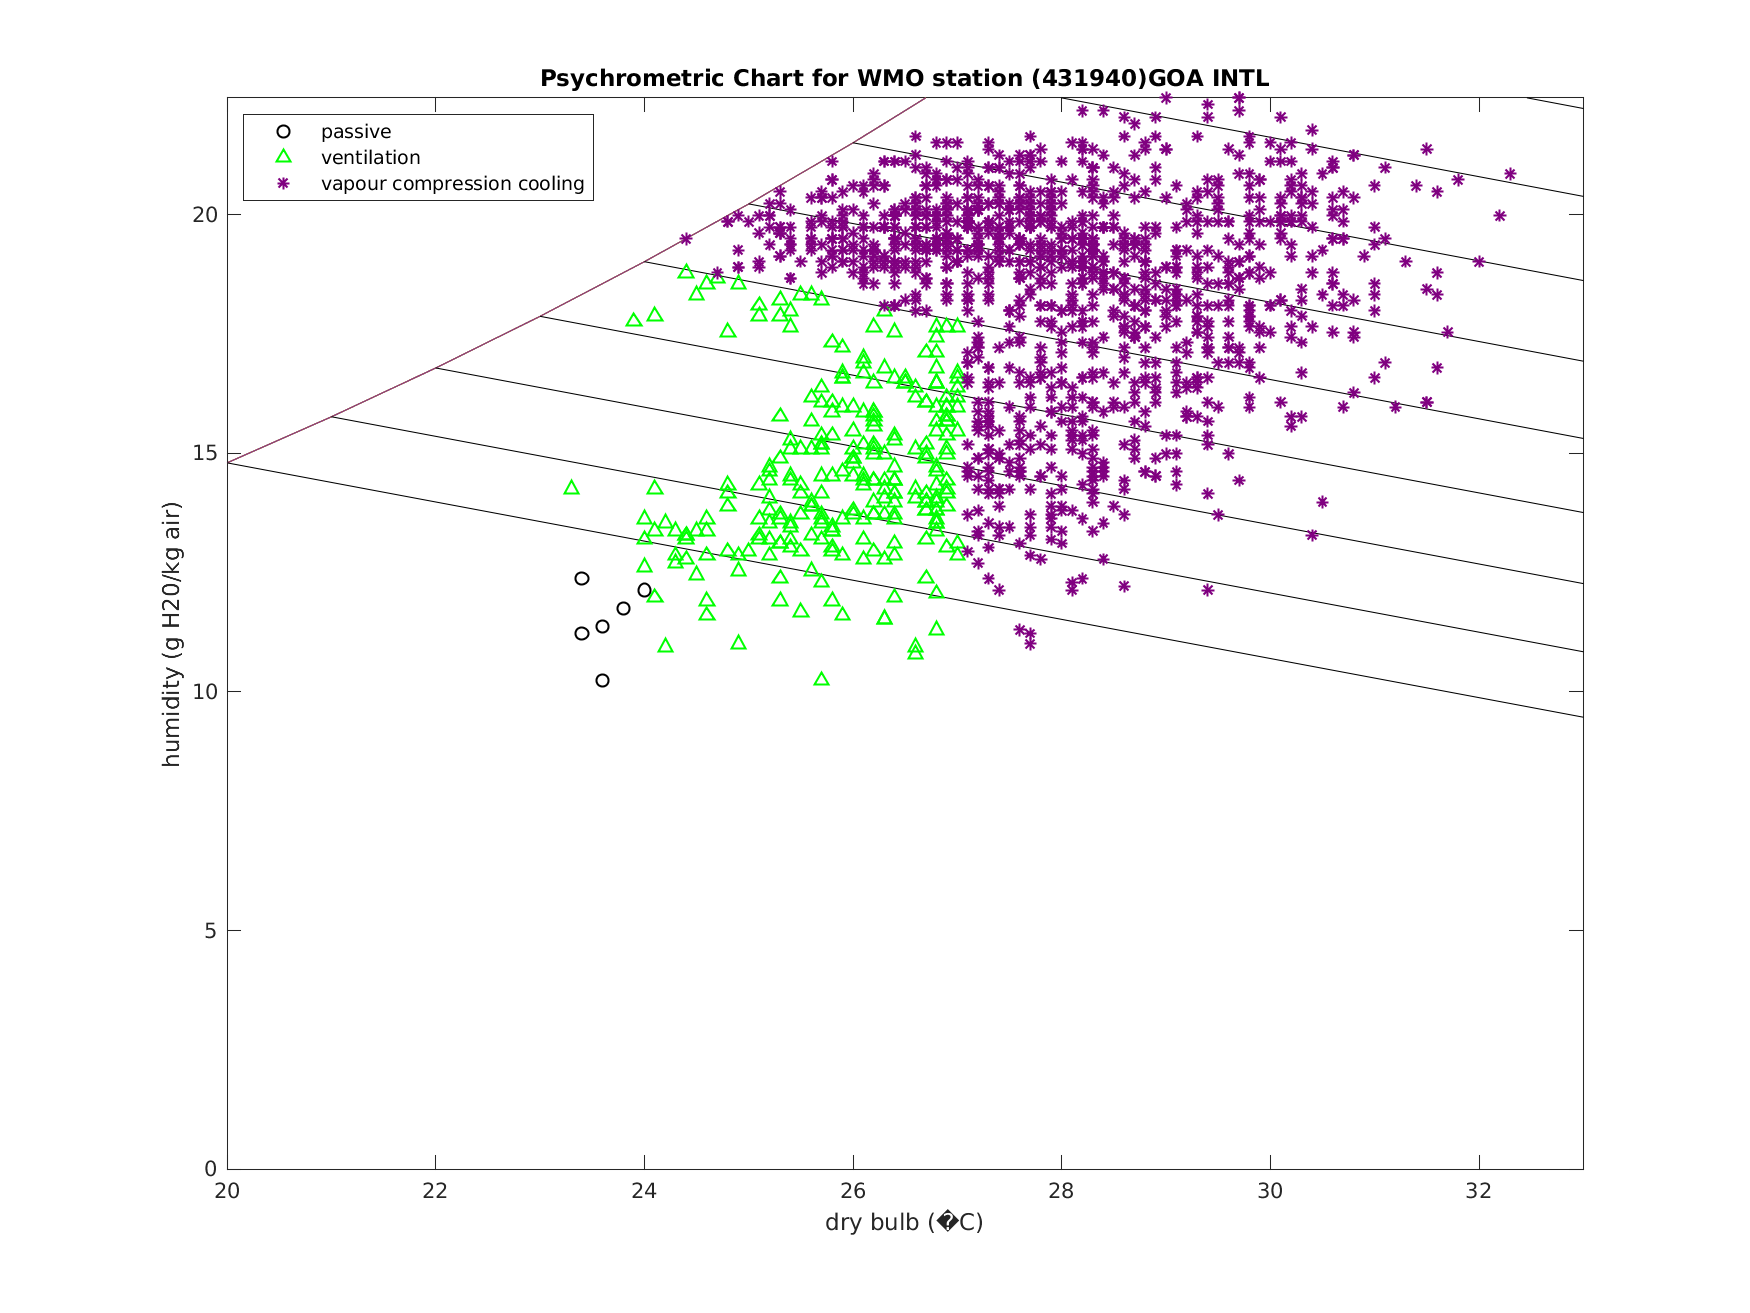 Psychrometric Chart for WMO station (431940)GOA INTL
passive
ventilation
vapour compression cooling
20
15
10
5
0
humidity (g H20/kg air)
20 22 24 26 28 30 32
dry bulb (�C)